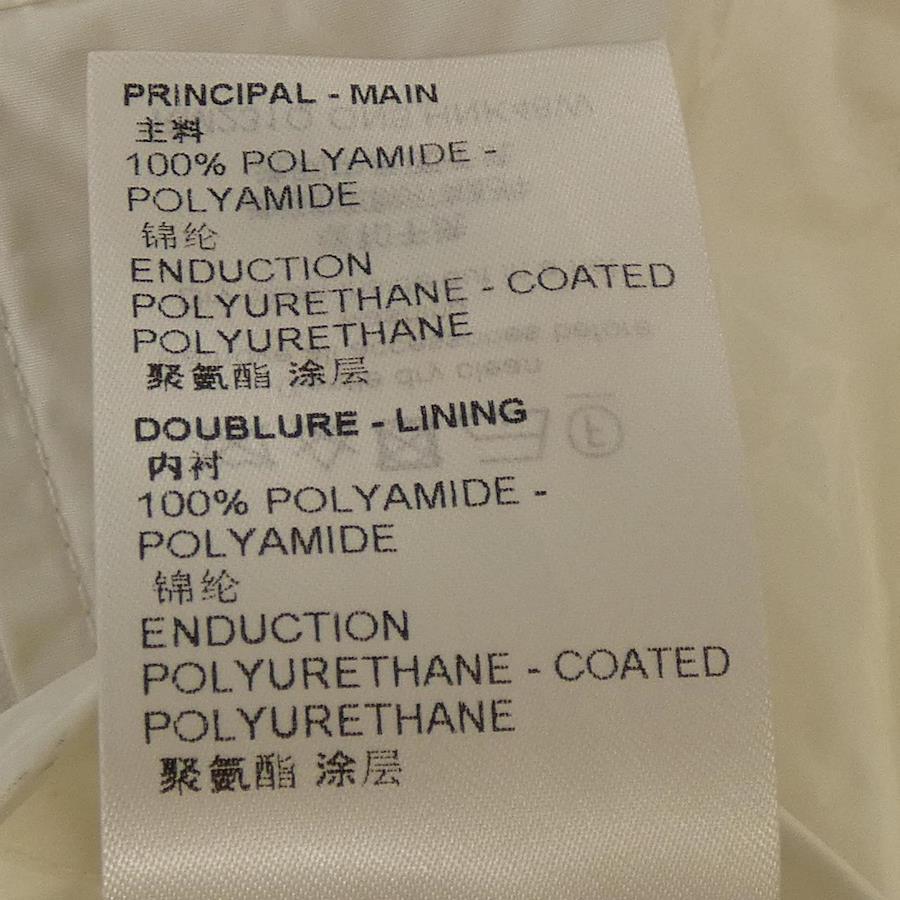 PRINCIPAL - MAIN
主料
100% POLYAMIDE -
POLYAMIDE
锦纶
ENDUCTION
POLYURETHANE - COATED
POLYURETHANE
聚氨酯 涂层
DOUBLURE - LINING
内衬
100% POLYAMIDE -
POLYAMIDE
锦纶
ENDUCTION
POLYURETHANE - COATED
POLYURETHANE
聚氨酯 涂层